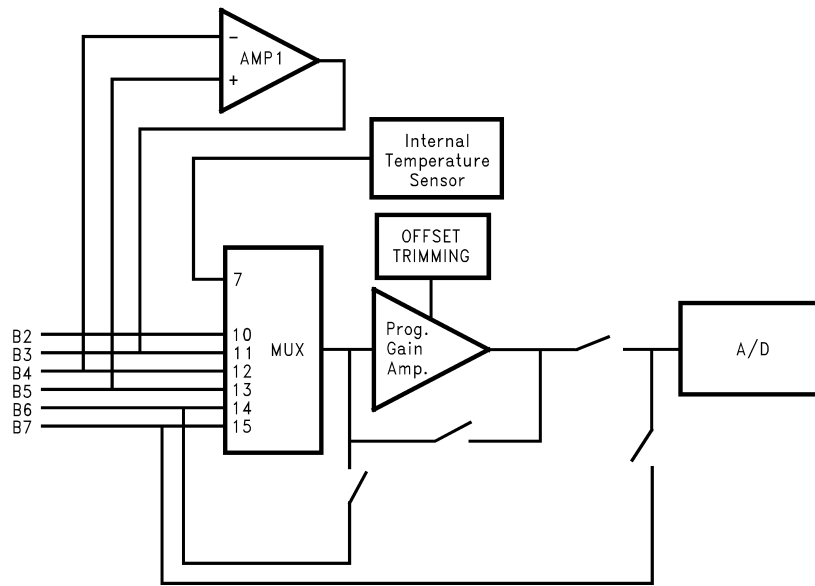 −
AMP1
+
Internal
Temperature
Sensor
OFFSET
TRIMMING
7
B2
10
B3
11
B4
12
B5
13
B6
14
B7
15
MUX
Prog.
Gain
Amp.
A/D